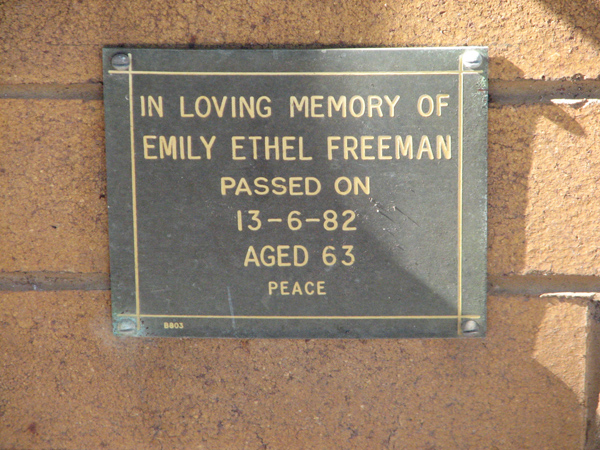 IN LOVING MEMORY OF
EMILY ETHEL FREEMAN
PASSED ON
13-6-82
AGED 63
PEACE
B803